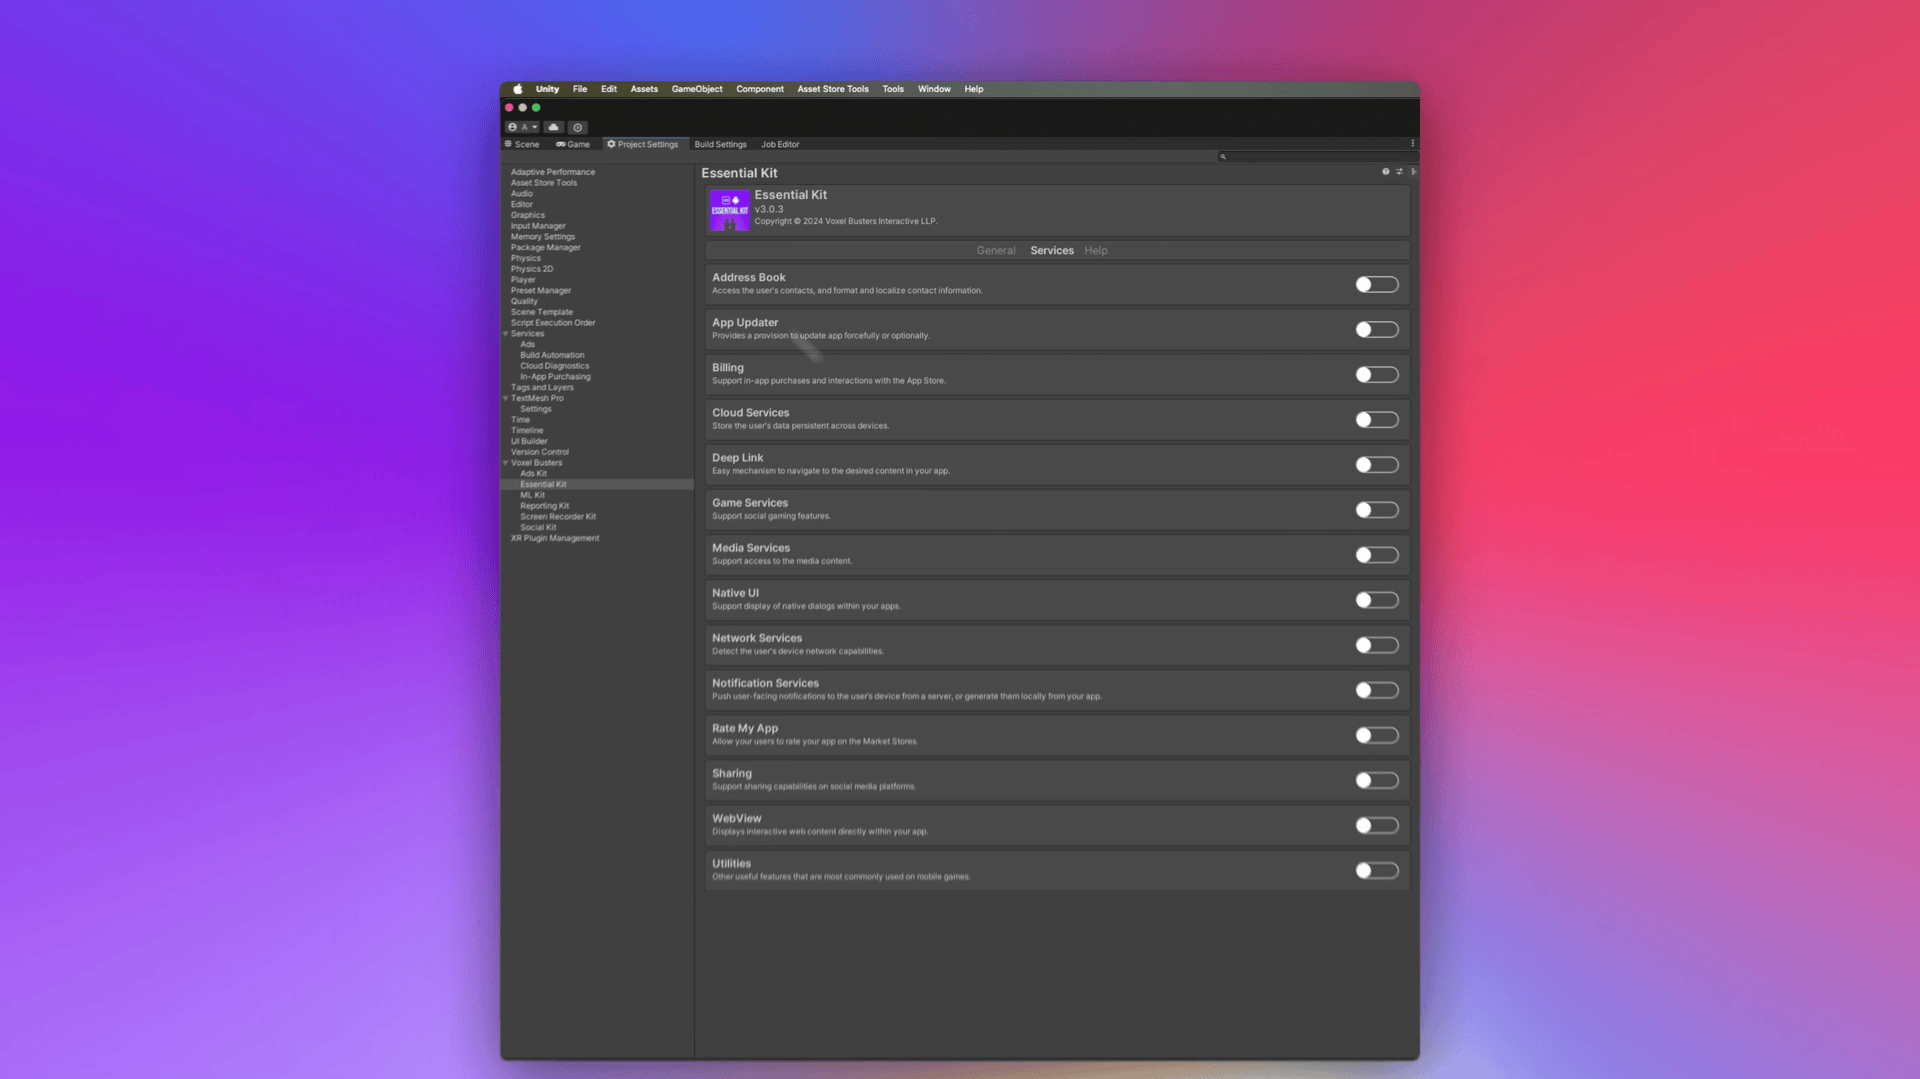 Unity File Edit Assets GameObject Component Asset Store Tools Tools Window Help
A
Scene Game Project Settings Build Settings Job Editor
Adaptive Performance
Asset Store Tools
Audio
Editor
Graphics
Input Manager
Memory Settings
Package Manager
Physics
Physics 2D
Player
Preset Manager
Quality
Scene Template
Script Execution Order
Services
Ads
Build Automation
Cloud Diagnostics
In-App Purchasing
Tags and Layers
TextMesh Pro
Settings
Time
Timeline
UI Builder
Version Control
Voxel Busters
Ads Kit
Essential Kit
ML Kit
Reporting Kit
Screen Recorder Kit
Social Kit
XR Plugin Management
Essential Kit
ESSENTIAL KIT
Essential Kit
v3.0.3
Copyright © 2024 Voxel Busters Interactive LLP.
General Services Help
Address Book
Access the user's contacts, and format and localize contact information.
App Updater
Provides a provision to update app forcefully or optionally.
Billing
Support in-app purchases and interactions with the App Store.
Cloud Services
Store the user's data persistent across devices.
Deep Link
Easy mechanism to navigate to the desired content in your app.
Game Services
Support social gaming features.
Media Services
Support access to the media content.
Native UI
Support display of native dialogs within your apps.
Network Services
Detect the user's device network capabilities.
Notification Services
Push user-facing notifications to the user's device from a server, or generate them locally from your app.
Rate My App
Allow your users to rate your app on the Market Stores.
Sharing
Support sharing capabilities on social media platforms.
WebView
Displays interactive web content directly within your app.
Utilities
Other useful features that are most commonly used on mobile games.